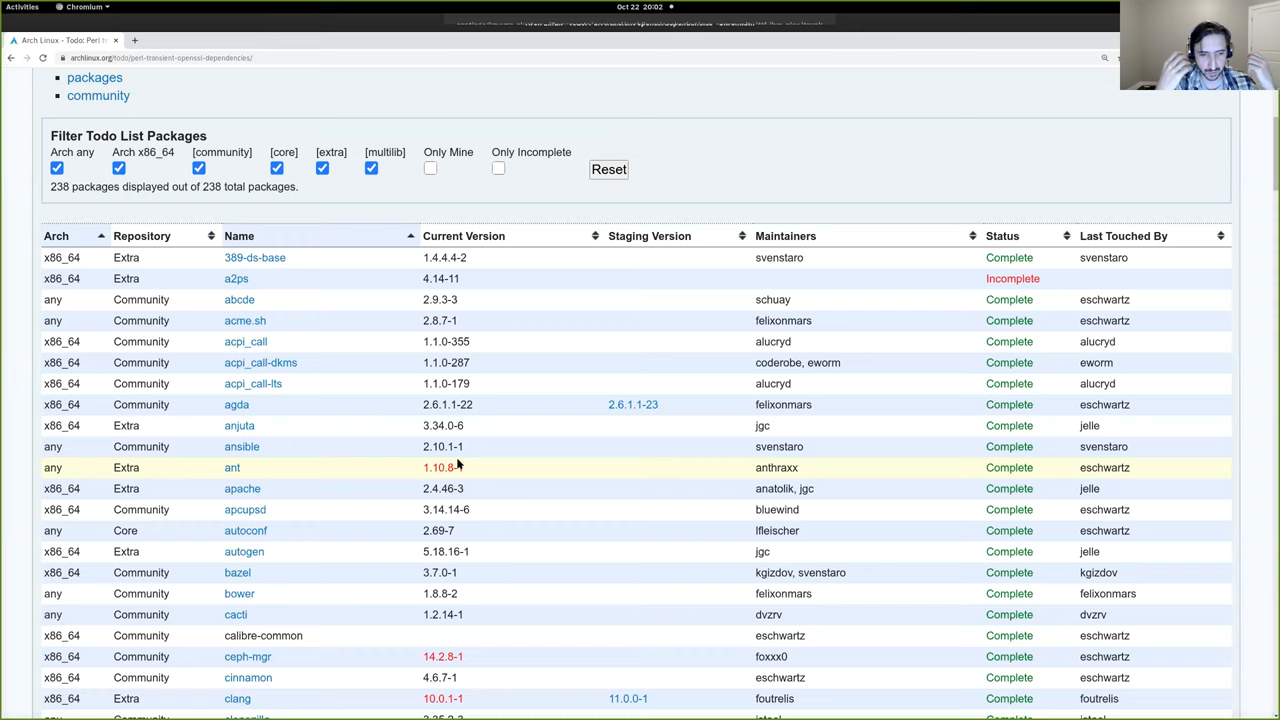 Activities Chromium Oct 22 20:02
Arch Linux - Todo: Perl tr
archlinux.org/todo/perl-transient-openssl-dependencies/
packages
community
Filter Todo List Packages
Arch any Arch x86_64 [community] [core] [extra] [multilib] Only Mine Only Incomplete
Reset
238 packages displayed out of 238 total packages.
Arch Repository Name Current Version Staging Version Maintainers Status Last Touched By
x86_64 Extra 389-ds-base 1.4.4.4-2 svenstaro Complete svenstaro
x86_64 Extra a2ps 4.14-11 Incomplete
any Community abcde 2.9.3-3 schuay Complete eschwartz
any Community acme.sh 2.8.7-1 felixonmars Complete eschwartz
x86_64 Community acpi_call 1.1.0-355 alucryd Complete alucryd
x86_64 Community acpi_call-dkms 1.1.0-287 coderobe, eworm Complete eworm
x86_64 Community acpi_call-lts 1.1.0-179 alucryd Complete alucryd
x86_64 Community agda 2.6.1.1-22 2.6.1.1-23 felixonmars Complete eschwartz
x86_64 Extra anjuta 3.34.0-6 jgc Complete jelle
any Community ansible 2.10.1-1 svenstaro Complete svenstaro
any Extra ant 1.10.8- anthraxx Complete eschwartz
x86_64 Extra apache 2.4.46-3 anatolik, jgc Complete jelle
x86_64 Community apcupsd 3.14.14-6 bluewind Complete eschwartz
any Core autoconf 2.69-7 lfleischer Complete eschwartz
x86_64 Extra autogen 5.18.16-1 jgc Complete eschwartz
x86_64 Community bazel 3.7.0-1 kgizdov, svenstaro Complete kgizdov
any Community bower 1.8.8-2 felixonmars Complete felixonmars
any Community cacti 1.2.14-1 dvzrv Complete eschwartz
x86_64 Community calibre-common eschwartz Complete eschwartz
x86_64 Community ceph-mgr 14.2.8-1 foxxx0 Complete eschwartz
x86_64 Community cinnamon 4.6.7-1 eschwartz Complete eschwartz
x86_64 Extra clang 10.0.1-1 11.0.0-1 foutrelis Complete foutrelis